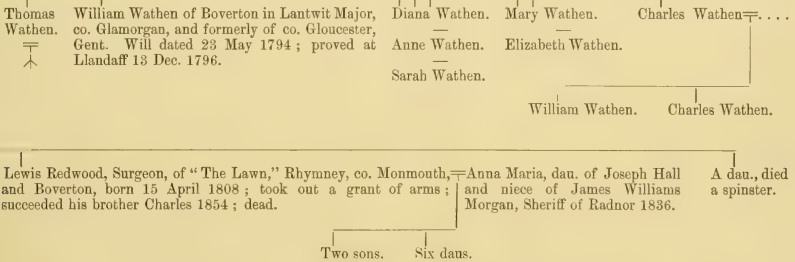 Thomas
Wathen.
William Wathen of Boverton in Lantwit Major,
co. Glamorgan, and formerly of co. Gloucester,
Gent. Will dated 23 May 1794 ; proved at
Llandaff 13 Dec. 1796.
Diana Wathen.
—
Anne Wathen.
—
Sarah Wathen.
Mary Wathen.
—
Elizabeth Wathen.
Charles Wathen=. . . .
William Wathen.
Charles Wathen.
Lewis Redwood, Surgeon, of “ The Lawn,” Rhymney, co. Monmouth,=
and Boverton, born 15 April 1808 ; took out a grant of arms ;
succeeded his brother Charles 1854 ; dead.
Anna Maria, dau. of Joseph Hall
and niece of James Williams
Morgan, Sheriff of Radnor 1836.
A dau., died
a spinster.
Two sons.
Six daus.